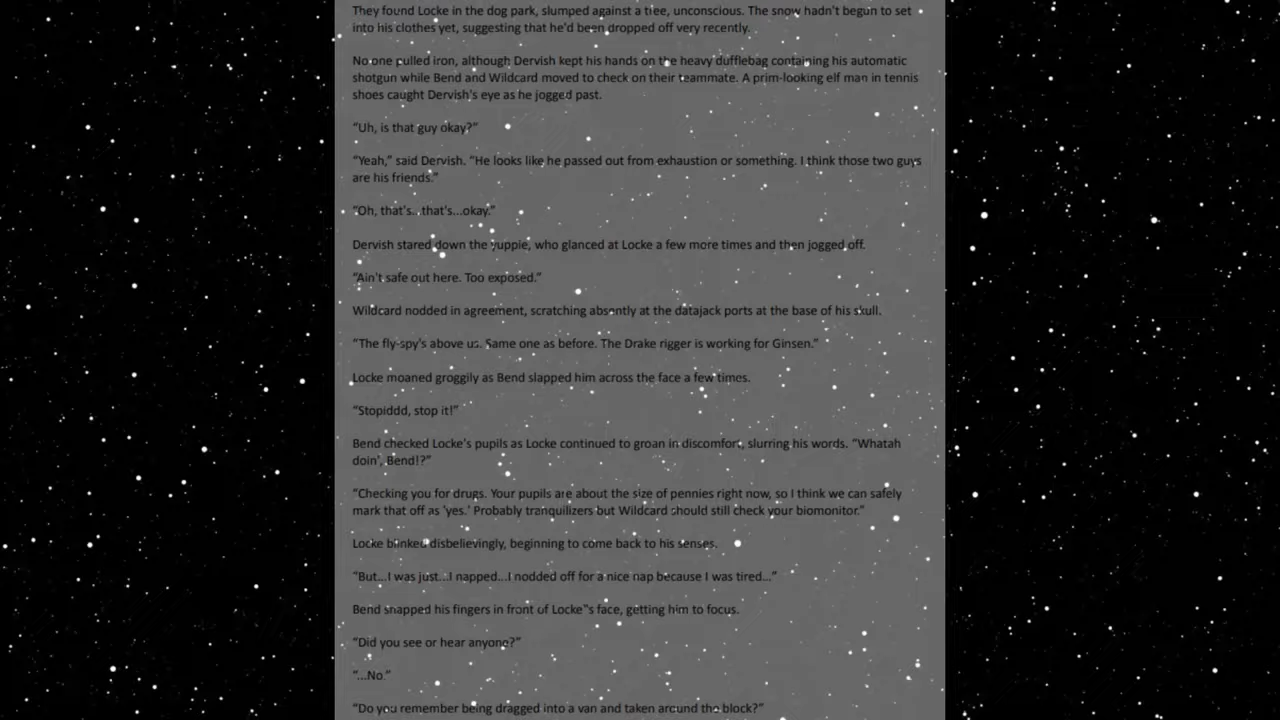 They found Locke in the dog park, slumped against a tree, unconscious. The snow hadn't begun to set
into his clothes yet, suggesting that he'd been dropped off very recently.
No one pulled iron, although Dervish kept his hands on the heavy dufflebag containing his automatic
shotgun while Bend and Wildcard moved to check on their teammate. A prim-looking elf man in tennis
shoes caught Dervish's eye as he jogged past.
“Uh, is that guy okay?”
“Yeah,” said Dervish. “He looks like he passed out from exhaustion or something. I think those two guys
are his friends.”
“Oh, that's...that's...okay.”
Dervish stared down the yuppie, who glanced at Locke a few more times and then jogged off.
“Ain't safe out here. Too exposed.”
Wildcard nodded in agreement, scratching absently at the datajack ports at the base of his skull.
“The fly-spy's above us. Same one as before. The Drake rigger is working for Ginsen.”
Locke moaned groggily as Bend slapped him across the face a few times.
“Stopiddd, stop it!”
Bend checked Locke's pupils as Locke continued to groan in discomfort, slurring his words. “Whatah
doin', Bend!?”
“Checking you for drugs. Your pupils are about the size of pennies right now, so I think we can safely
mark that off as 'yes.' Probably tranquilizers but Wildcard should still check your biomonitor.”
Locke blinked disbelievingly, beginning to come back to his senses.
“But...I was just...I napped...I nodded off for a nice nap because I was tired...”
Bend snapped his fingers in front of Locke"s face, getting him to focus.
“Did you see or hear anyone?”
“...No.”
“Do you remember being dragged into a van and taken around the block?”